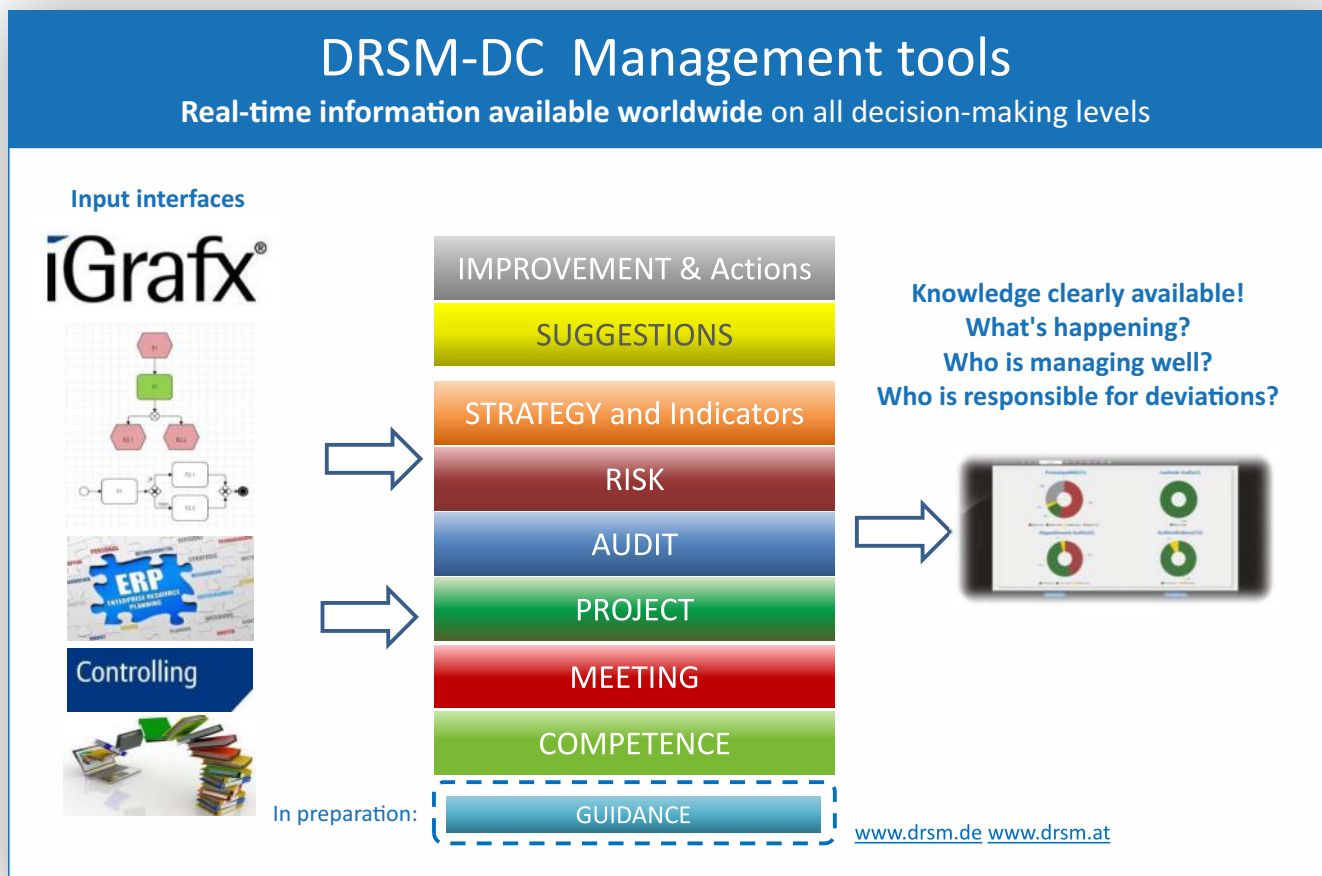 DRSM-DC Management tools
Real-time information available worldwide on all decision-making levels
Input interfaces
iGrafx®
ERP
ENTERPRISE RESOURCE
PLANNING
Controlling
IMPROVEMENT & Actions
SUGGESTIONS
STRATEGY and Indicators
RISK
AUDIT
PROJECT
MEETING
COMPETENCE
In preparation:
GUIDANCE
Knowledge clearly available!
What's happening?
Who is managing well?
Who is responsible for deviations?
www.drsm.de www.drsm.at